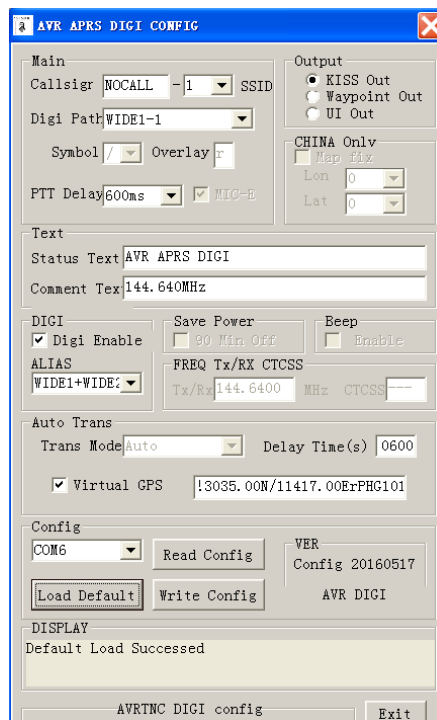 AVR APRS DIGI CONFIG
Main
Callsigr NOCALL - 1 SSID
Digi Path WIDE1-1
Symbol / Overlay r
PTT Delay 600ms MIC-E
Output
KISS Out
Waypoint Out
UI Out
CHINA Only
Map fix
Lon 0
Lat 0
Text
Status Text AVR APRS DIGI
Comment Tex 144.640MHz
DIGI
Digi Enable
ALIAS
WIDE1+WIDE2
Save Power
90 Min Off
Beep
Enable
FREQ Tx/RX CTCSS
Tx/Rx 144.6400 MHz CTCSS ---
Auto Trans
Trans Mode Auto Delay Time(s) 0600
Virtual GPS !3035.00N/11417.00ErPHG101
Config
COM6 Read Config
Load Default Write Config
VER
Config 20160517
AVR DIGI
DISPLAY
Default Load Successed
AVRTNC DIGI config
Exit